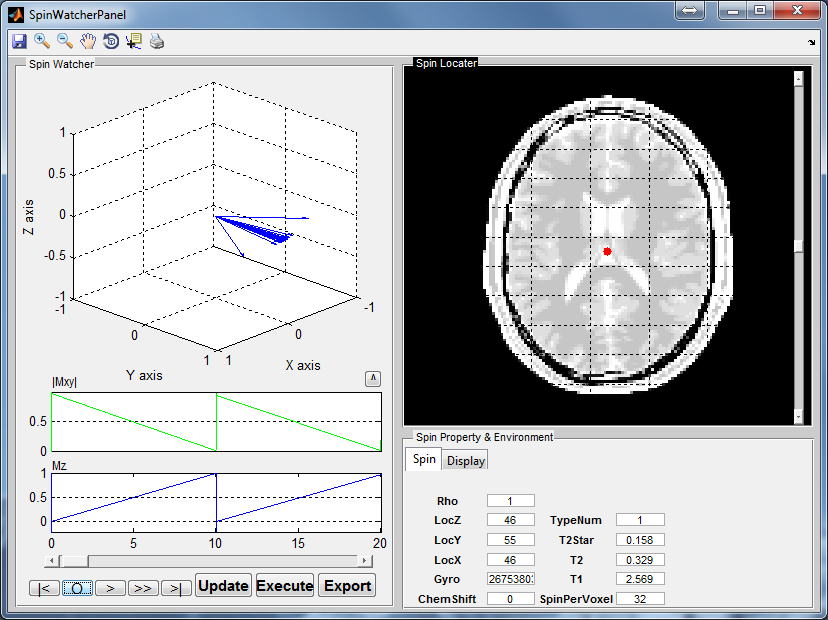 SpinWatcherPanel
Spin Watcher
1
0.5
0
-0.5
-1
-1
0
1
1
0
-1
Z axis
Y axis
X axis
|Mxy|
^
0.5
0
Mz
1
0.5
0
0
5
10
15
20
|< O > >> >| Update Execute Export
Spin Locater
Spin Property & Environment
Spin Display
Rho 1
LocZ 46 TypeNum 1
LocY 55 T2Star 0.158
LocX 46 T2 0.329
Gyro T1 2.569
ChemShift 0 SpinPerVoxel 32